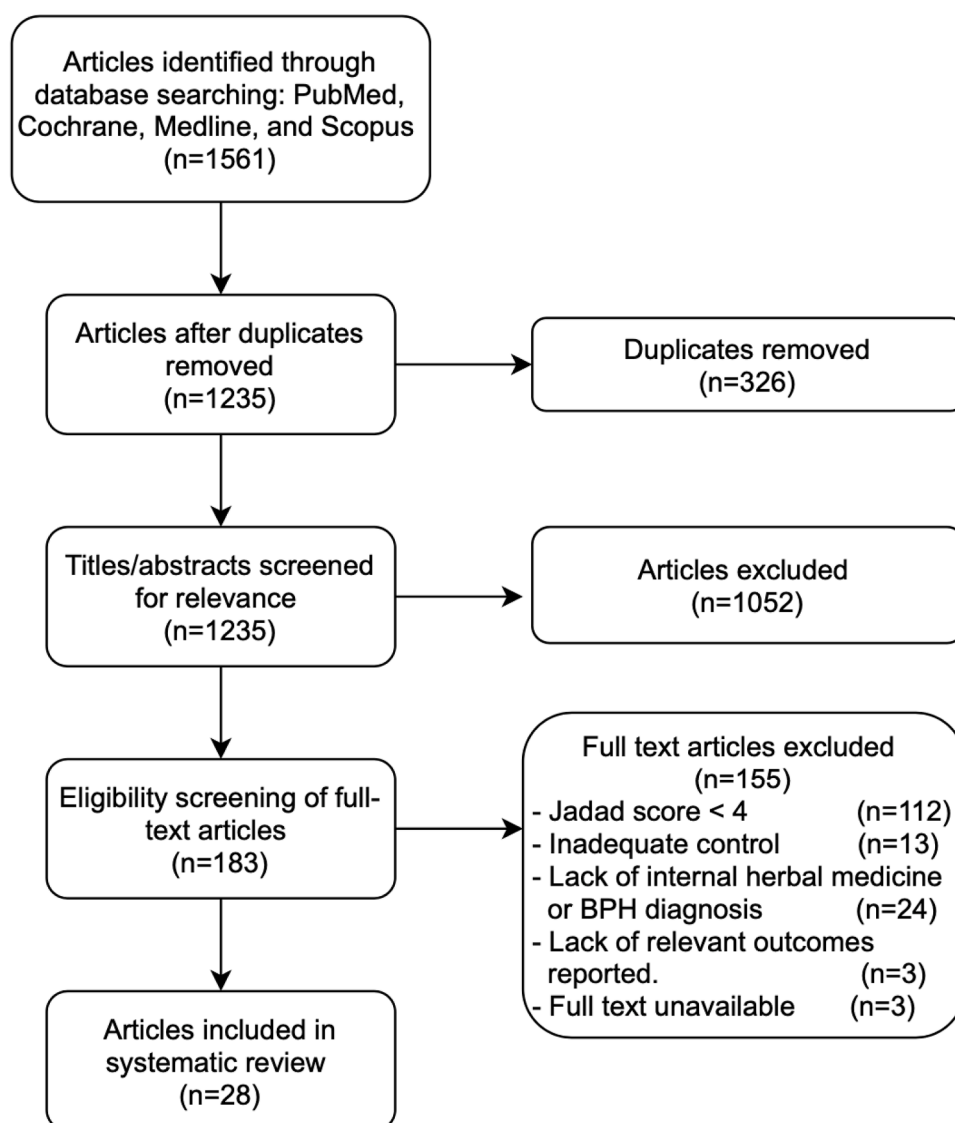 Articles identified through
database searching: PubMed,
Cochrane, Medline, and Scopus
(n=1561)
Articles after duplicates
removed
(n=1235)
Duplicates removed
(n=326)
Titles/abstracts screened
for relevance
(n=1235)
Articles excluded
(n=1052)
Eligibility screening of full-
text articles
(n=183)
Full text articles excluded
(n=155)
- Jadad score < 4 (n=112)
- Inadequate control (n=13)
- Lack of internal herbal medicine
or BPH diagnosis (n=24)
- Lack of relevant outcomes
reported. (n=3)
- Full text unavailable (n=3)
Articles included in
systematic review
(n=28)